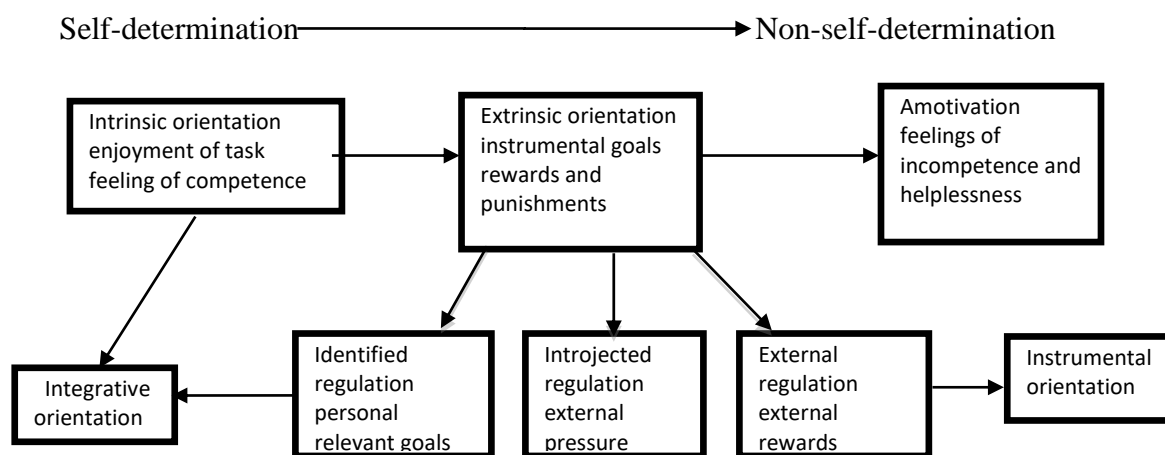 Self-determination Non-self-determination
Intrinsic orientation
enjoyment of task
feeling of competence
Extrinsic orientation
instrumental goals
rewards and
punishments
Amotivation
feelings of
incompetence and
helplessness
Integrative
orientation
Identified
regulation
personal
relevant goals
Introjected
regulation
external
pressure
External
regulation
external
rewards
Instrumental
orientation